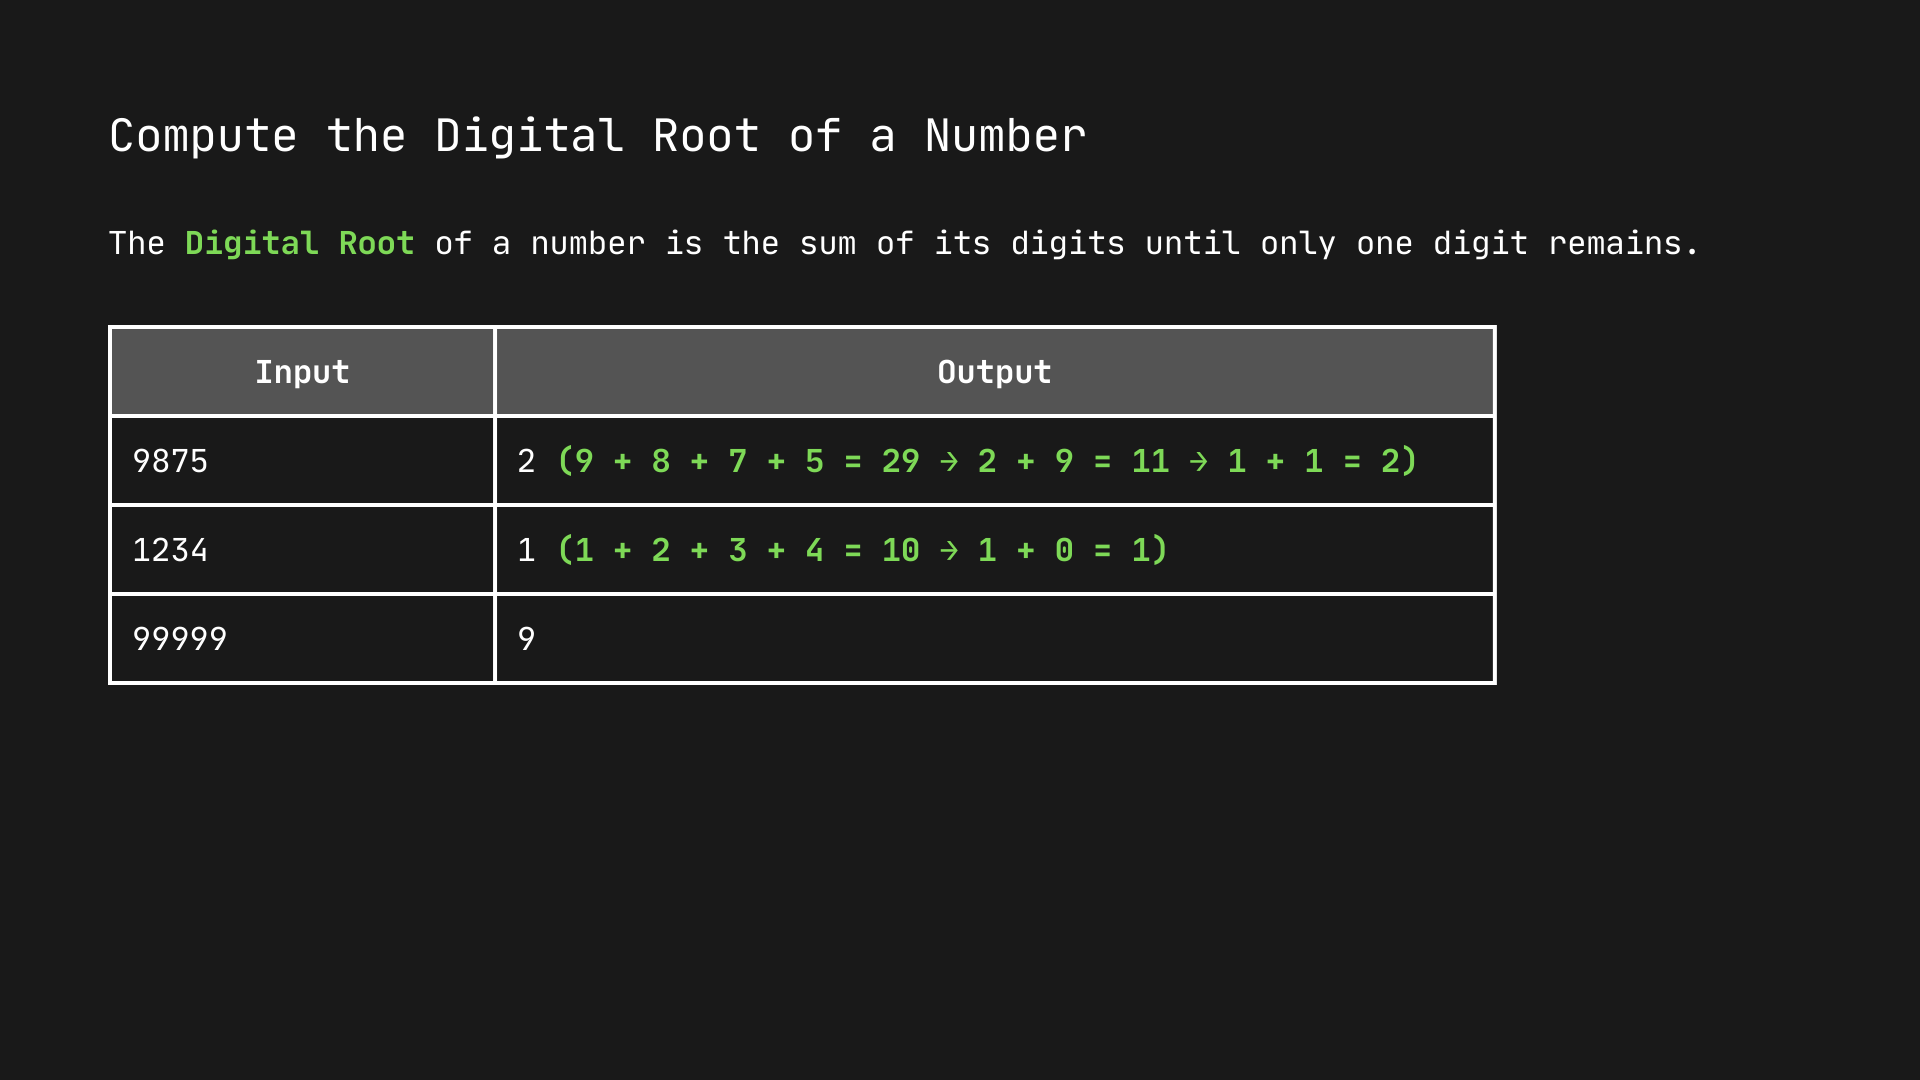 Compute the Digital Root of a Number
The Digital Root of a number is the sum of its digits until only one digit remains.
Input Output
9875 2 (9 + 8 + 7 + 5 = 29 → 2 + 9 = 11 → 1 + 1 = 2)
1234 1 (1 + 2 + 3 + 4 = 10 → 1 + 0 = 1)
99999 9